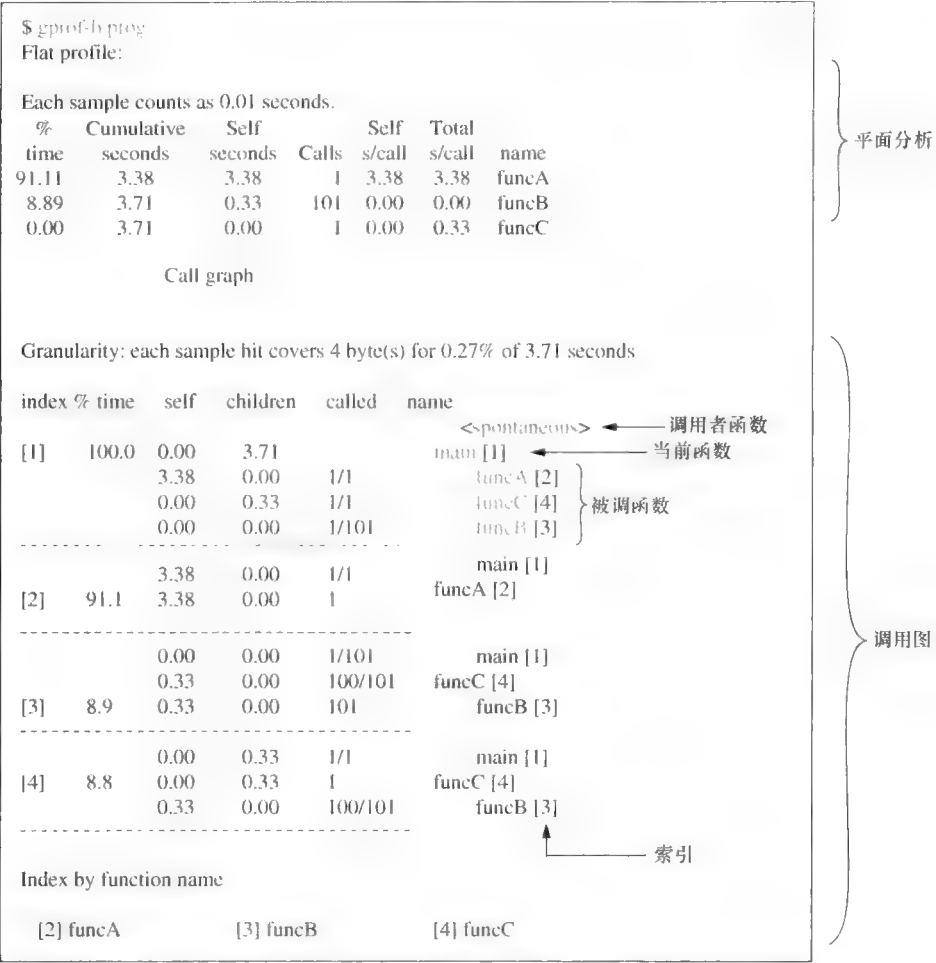 $ gprof-b prog
Flat profile:
Each sample counts as 0.01 seconds.
% Cumulative Self Self Total
time seconds seconds Calls s/call s/call name
91.11 3.38 3.38 1 3.38 3.38 funcA
8.89 3.71 0.33 101 0.00 0.00 funcB
0.00 3.71 0.00 1 0.00 0.33 funcC
平面分析
Call graph
Granularity: each sample hit covers 4 byte(s) for 0.27% of 3.71 seconds
index % time self children called name
<spontaneous> 调用者函数
[1] 100.0 0.00 3.71 main [1] 当前函数
3.38 0.00 1/1 funcA [2]
0.00 0.33 1/1 funcC [4] 被调函数
0.00 0.00 1/101 funcB [3]
3.38 0.00 1/1 main [1]
[2] 91.1 3.38 0.00 1 funcA [2]
调用图
0.00 0.00 1/101 main [1]
0.33 0.00 100/101 funcC [4]
[3] 8.9 0.33 0.00 101 funcB [3]
0.00 0.33 1/1 main [1]
[4] 8.8 0.00 0.33 1 funcC [4]
0.33 0.00 100/101 funcB [3]
索引
Index by function name
[2] funcA [3] funcB [4] funcC